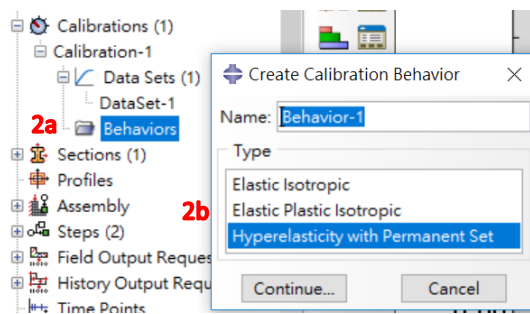 Calibrations (1)
Calibration-1
Data Sets (1)
DataSet-1
2a
Behaviors
Sections (1)
Profiles
Assembly
Steps (2)
Field Output Reques
History Output Requ
Time Points
Create Calibration Behavior
Name: Behavior-1
Type
Elastic Isotropic
Elastic Plastic Isotropic
2b
Hyperelasticity with Permanent Set
Continue...
Cancel